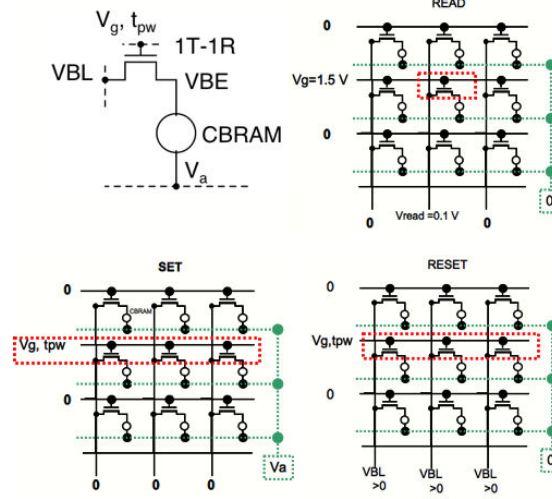 Vg, tpw
1T-1R
VBL
VBE
CBRAM
Va
READ
0
Vg=1.5 V
0
0
0
Vread =0.1 V
0
SET
0
CBRAM
Vg, tpw
0
Va
0
0
0
RESET
0
Vg,tpw
0
0
VBL
>0
VBL
>0
VBL
>0